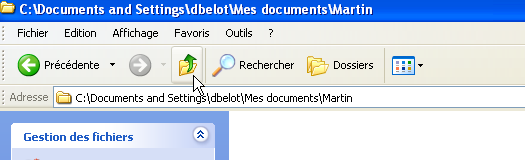 C:\Documents and Settings\dbelot\Mes documents\Martin
Fichier Edition Affichage Favoris Outils ?
Précédente Rechercher Dossiers
Adresse C:\Documents and Settings\dbelot\Mes documents\Martin
Gestion des fichiers